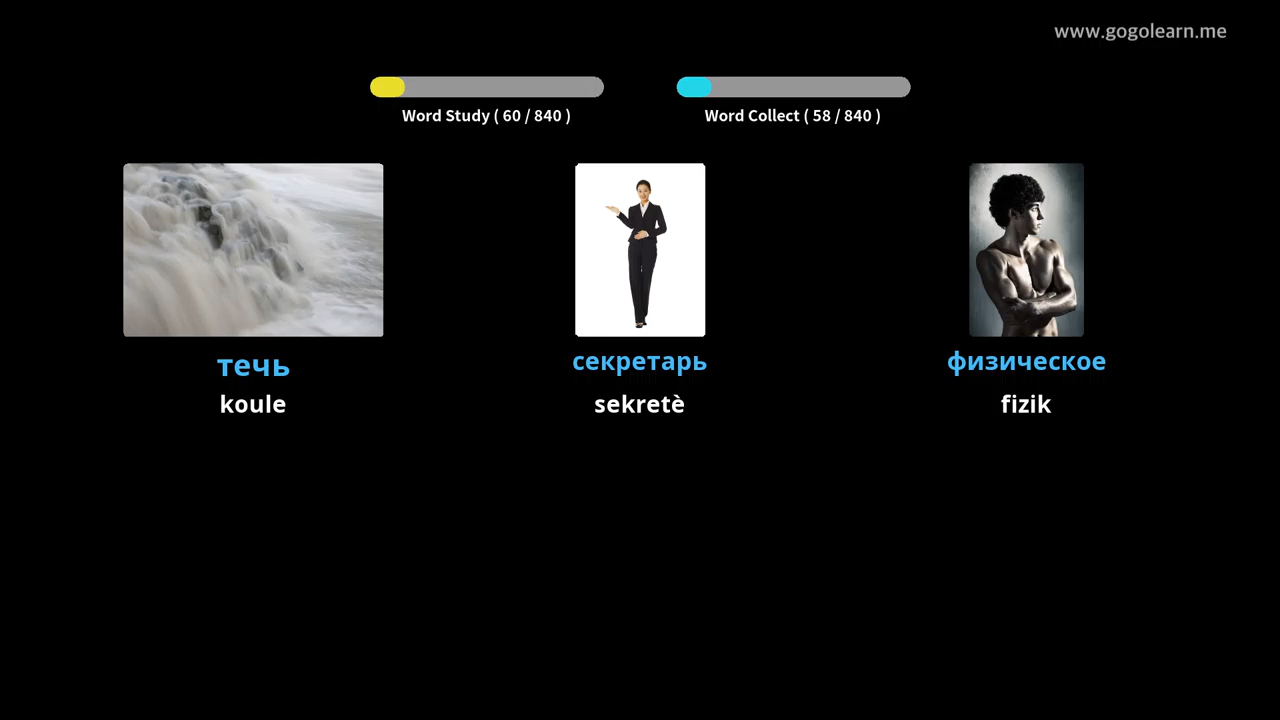 www.gogolearn.me
Word Study ( 60 / 840 )
Word Collect ( 58 / 840 )
течь
секретарь
физическое
koule
sekretè
fizik